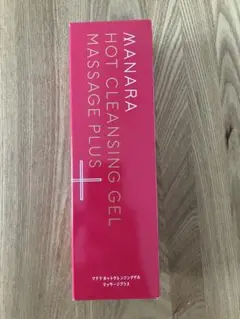 MANARA
HOT CLEANSING GEL
MASSAGE PLUS
マナラ ホットクレンジングゲル
マッサージプラス